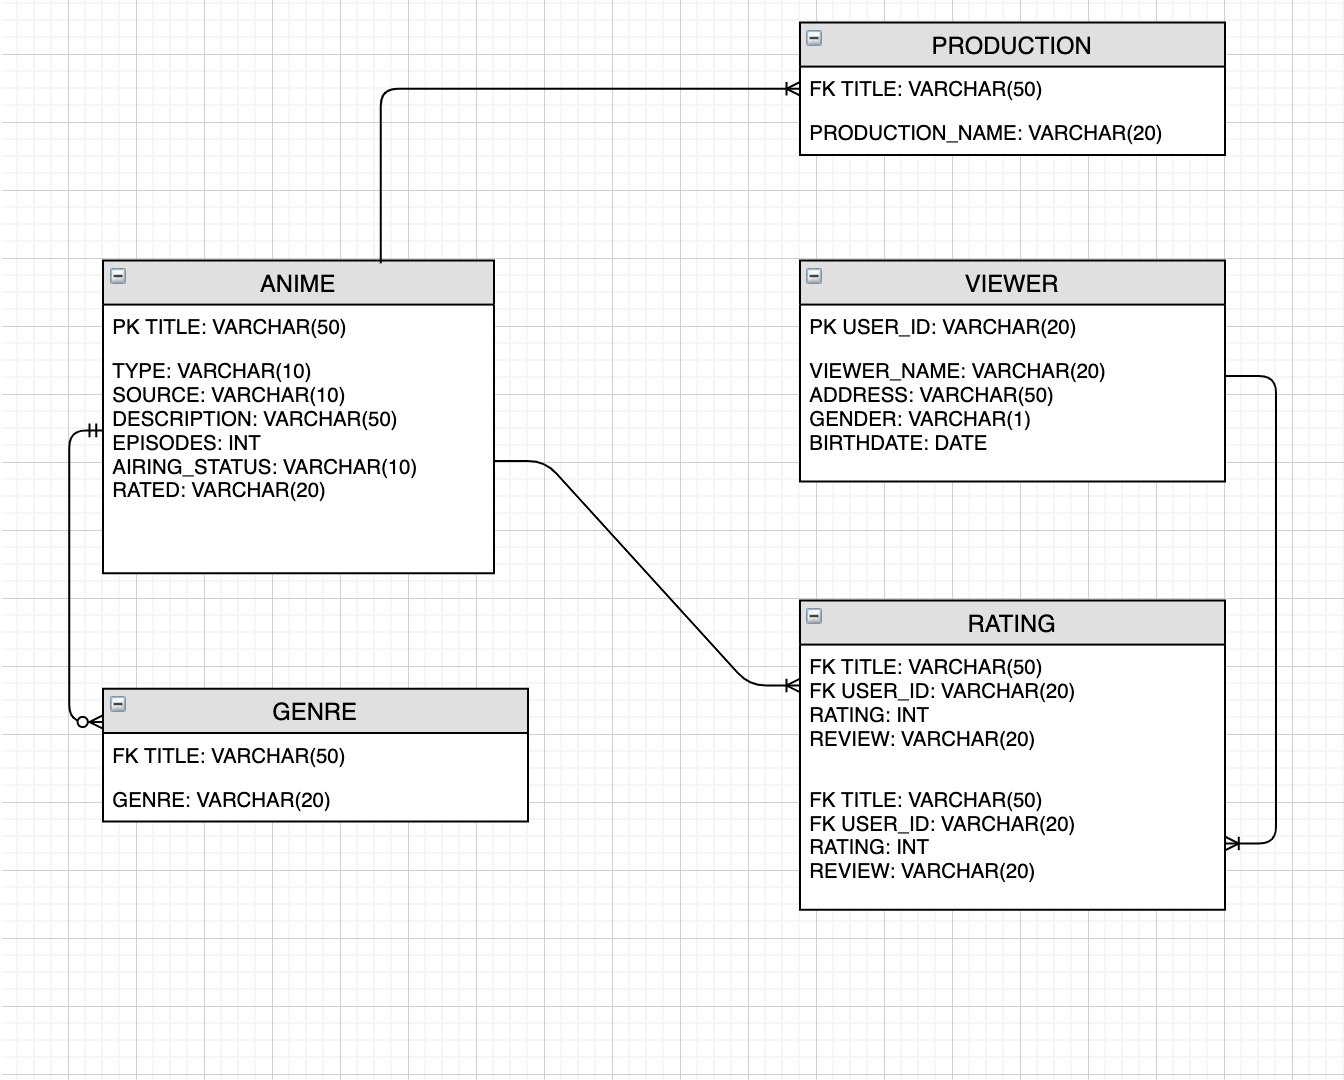 PRODUCTION
FK TITLE: VARCHAR(50)
PRODUCTION_NAME: VARCHAR(20)
ANIME
PK TITLE: VARCHAR(50)
TYPE: VARCHAR(10)
SOURCE: VARCHAR(10)
DESCRIPTION: VARCHAR(50)
EPISODES: INT
AIRING_STATUS: VARCHAR(10)
RATED: VARCHAR(20)
VIEWER
PK USER_ID: VARCHAR(20)
VIEWER_NAME: VARCHAR(20)
ADDRESS: VARCHAR(50)
GENDER: VARCHAR(1)
BIRTHDATE: DATE
GENRE
FK TITLE: VARCHAR(50)
GENRE: VARCHAR(20)
RATING
FK TITLE: VARCHAR(50)
FK USER_ID: VARCHAR(20)
RATING: INT
REVIEW: VARCHAR(20)
FK TITLE: VARCHAR(50)
FK USER_ID: VARCHAR(20)
RATING: INT
REVIEW: VARCHAR(20)